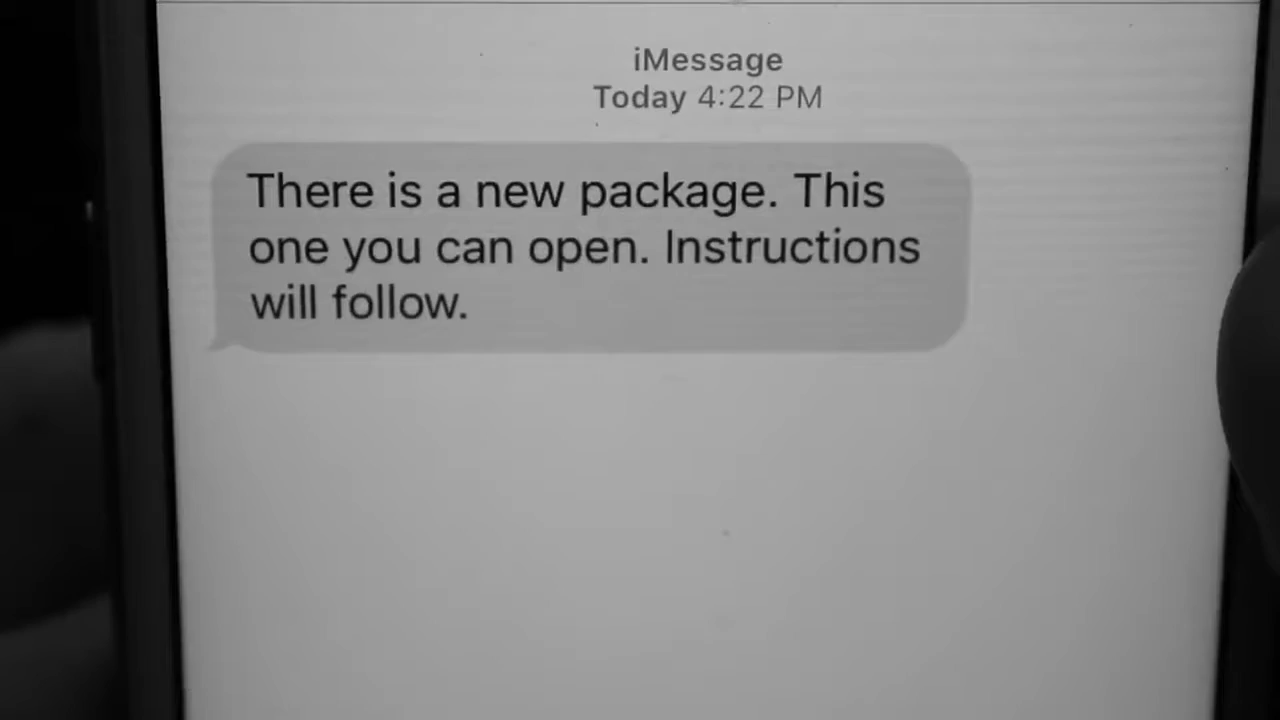 iMessage
Today 4:22 PM
There is a new package. This
one you can open. Instructions
will follow.